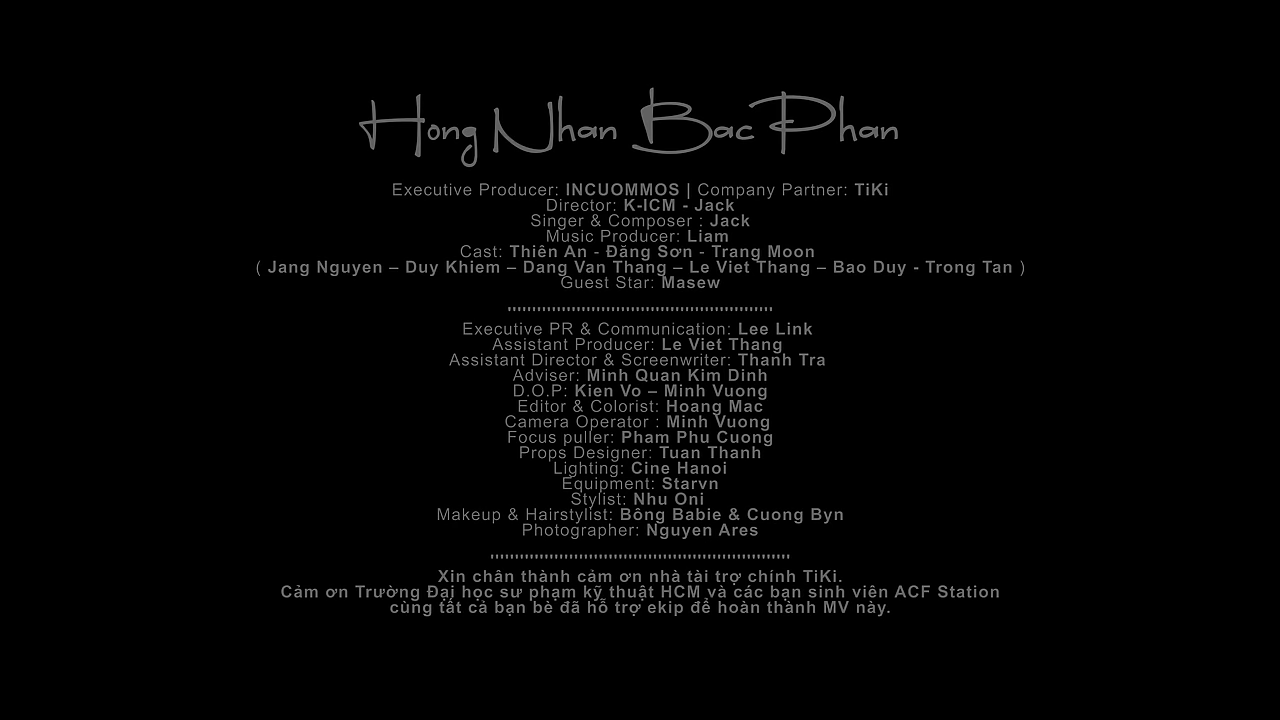 Hong Nhan Bac Phan
Executive Producer: INCUOMMOS | Company Partner: TiKi
Director: K-ICM - Jack
Singer & Composer : Jack
Music Producer: Liam
Cast: Thiên An - Đăng Sơn - Trang Moon
( Jang Nguyen – Duy Khiem – Dang Van Thang – Le Viet Thang – Bao Duy - Trong Tan )
Guest Star: Masew
Executive PR & Communication: Lee Link
Assistant Producer: Le Viet Thang
Assistant Director & Screenwriter: Thanh Tra
Adviser: Minh Quan Kim Dinh
D.O.P: Kien Vo – Minh Vuong
Editor & Colorist: Hoang Mac
Camera Operator : Minh Vuong
Focus puller: Pham Phu Cuong
Props Designer: Tuan Thanh
Lighting: Cine Hanoi
Equipment: Starvn
Stylist: Nhu Oni
Makeup & Hairstylist: Bông Babie & Cuong Byn
Photographer: Nguyen Ares
Xin chân thành cảm ơn nhà tài trợ chính TiKi.
Cảm ơn Trường Đại học sư phạm kỹ thuật HCM và các bạn sinh viên ACF Station
cùng tất cả bạn bè đã hỗ trợ ekip để hoàn thành MV này.